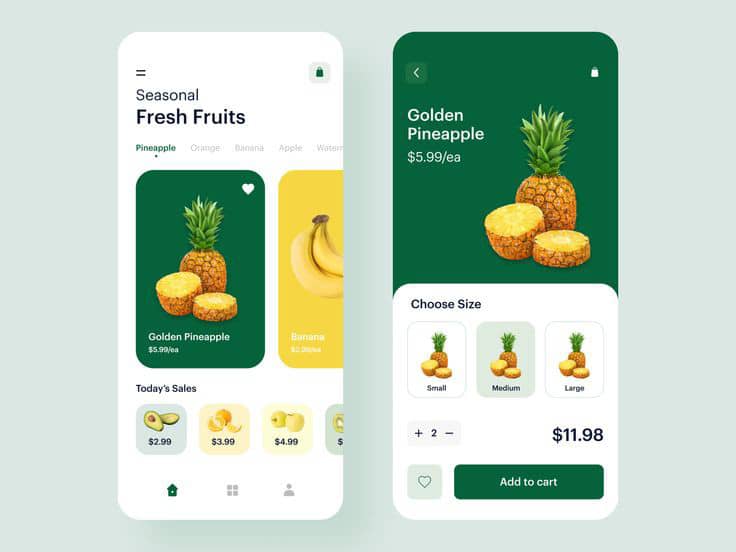 Seasonal
Fresh Fruits
Pineapple Orange Banana Apple Watern
Golden Pineapple
$5.99/ea
Banana
$2.99/ea
Today's Sales
$2.99 $3.99 $4.99 $
Golden
Pineapple
$5.99/ea
Choose Size
Small Medium Large
+ 2 −
$11.98
Add to cart